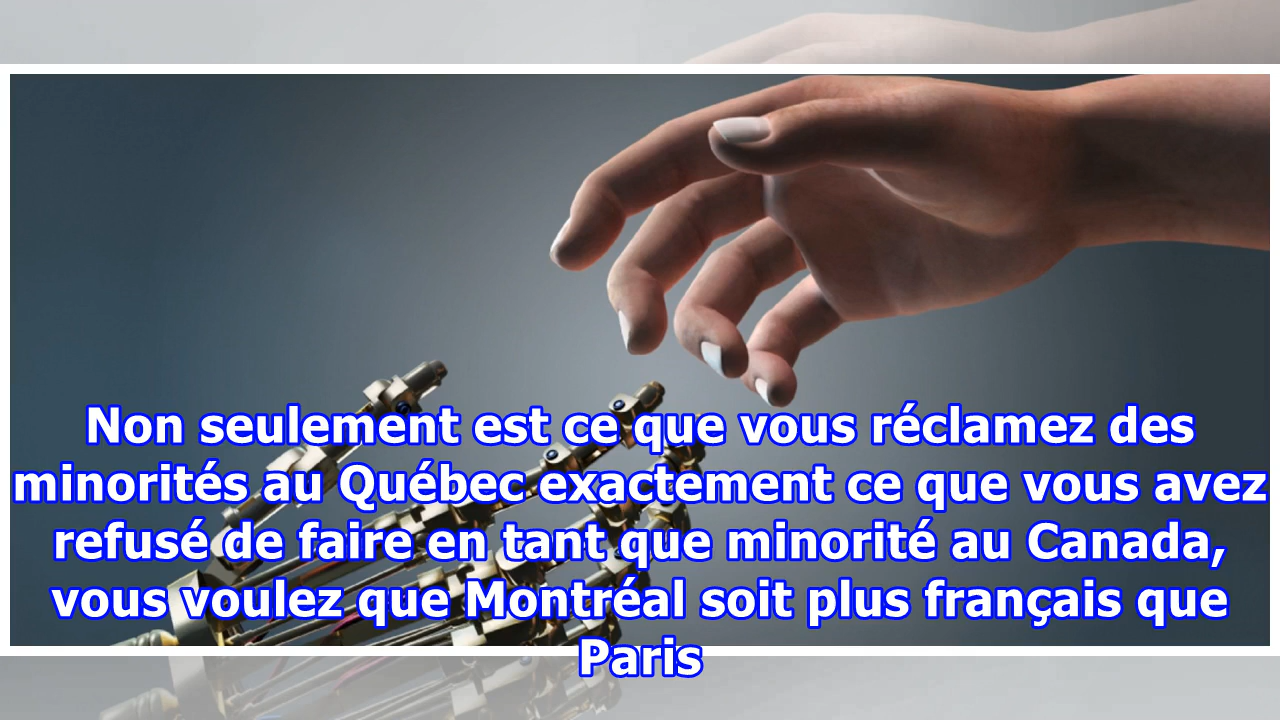 Non seulement est ce que vous réclamez des
minorités au Québec exactement ce que vous avez
refusé de faire en tant que minorité au Canada,
vous voulez que Montréal soit plus français que
Paris